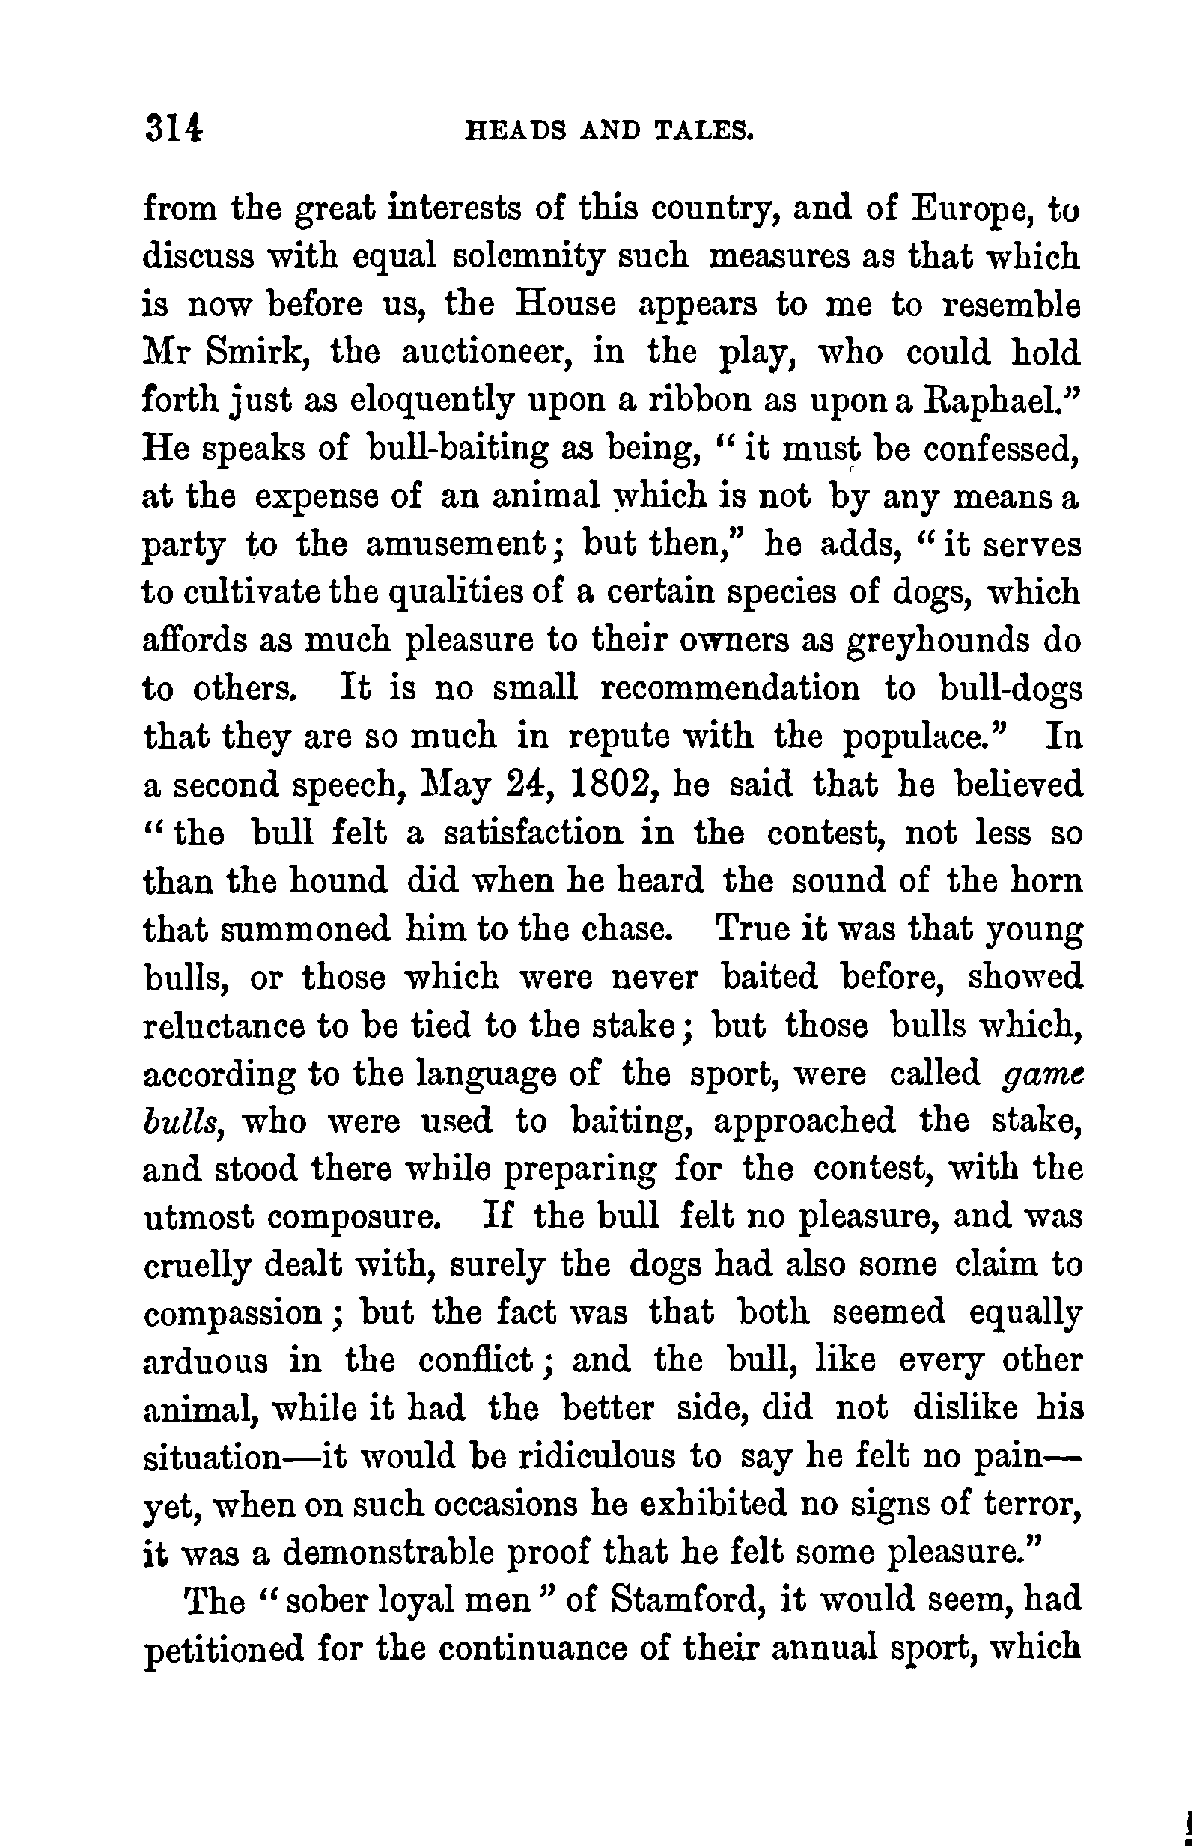 314 HEADS AND TALES.
from the great interests of this country, and of Europe, to
discuss with equal solemnity such measures as that which
is now before us, the House appears to me to resemble
Mr Smirk, the auctioneer, in the play, who could hold
forth just as eloquently upon a ribbon as upon a Raphael.”
He speaks of bull-baiting as being, “ it must be confessed,
at the expense of an animal which is not by any means a
party to the amusement ; but then,” he adds, “ it serves
to cultivate the qualities of a certain species of dogs, which
affords as much pleasure to their owners as greyhounds do
to others. It is no small recommendation to bull-dogs
that they are so much in repute with the populace.” In
a second speech, May 24, 1802, he said that he believed
“ the bull felt a satisfaction in the contest, not less so
than the hound did when he heard the sound of the horn
that summoned him to the chase. True it was that young
bulls, or those which were never baited before, showed
reluctance to be tied to the stake ; but those bulls which,
according to the language of the sport, were called game
bulls, who were used to baiting, approached the stake,
and stood there while preparing for the contest, with the
utmost composure. If the bull felt no pleasure, and was
cruelly dealt with, surely the dogs had also some claim to
compassion ; but the fact was that both seemed equally
arduous in the conflict ; and the bull, like every other
animal, while it had the better side, did not dislike his
situation—it would be ridiculous to say he felt no pain—
yet, when on such occasions he exhibited no signs of terror,
it was a demonstrable proof that he felt some pleasure.”
The “ sober loyal men ” of Stamford, it would seem, had
petitioned for the continuance of their annual sport, which